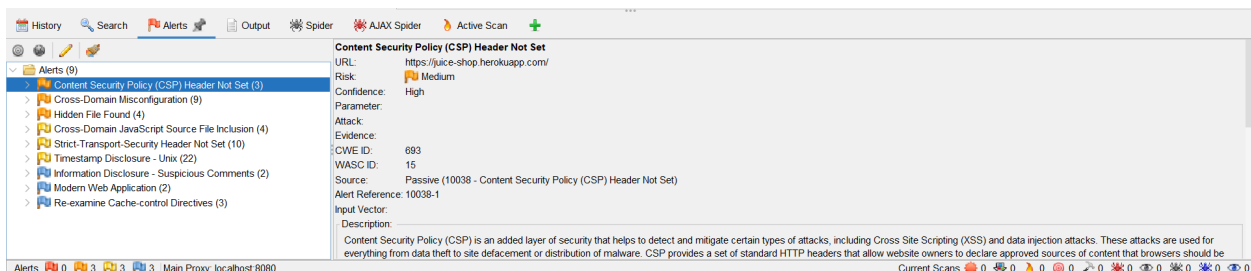 History Search Alerts Output Spider AJAX Spider Active Scan
Alerts (9)
Content Security Policy (CSP) Header Not Set (3)
Cross-Domain Misconfiguration (9)
Hidden File Found (4)
Cross-Domain JavaScript Source File Inclusion (4)
Strict-Transport-Security Header Not Set (10)
Timestamp Disclosure - Unix (22)
Information Disclosure - Suspicious Comments (2)
Modern Web Application (2)
Re-examine Cache-control Directives (3)
Content Security Policy (CSP) Header Not Set
URL: https://juice-shop.herokuapp.com/
Risk: Medium
Confidence: High
Parameter:
Attack:
Evidence:
CWE ID: 693
WASC ID: 15
Source: Passive (10038 - Content Security Policy (CSP) Header Not Set)
Alert Reference: 10038-1
Input Vector:
Description:
Content Security Policy (CSP) is an added layer of security that helps to detect and mitigate certain types of attacks, including Cross Site Scripting (XSS) and data injection attacks. These attacks are used for
everything from data theft to site defacement or distribution of malware. CSP provides a set of standard HTTP headers that allow website owners to declare approved sources of content that browsers should be
Alerts 0 3 3 3 Main Proxy: localhost:8080 Current Scans 0 0 0 0 0 0 0 0 0 0